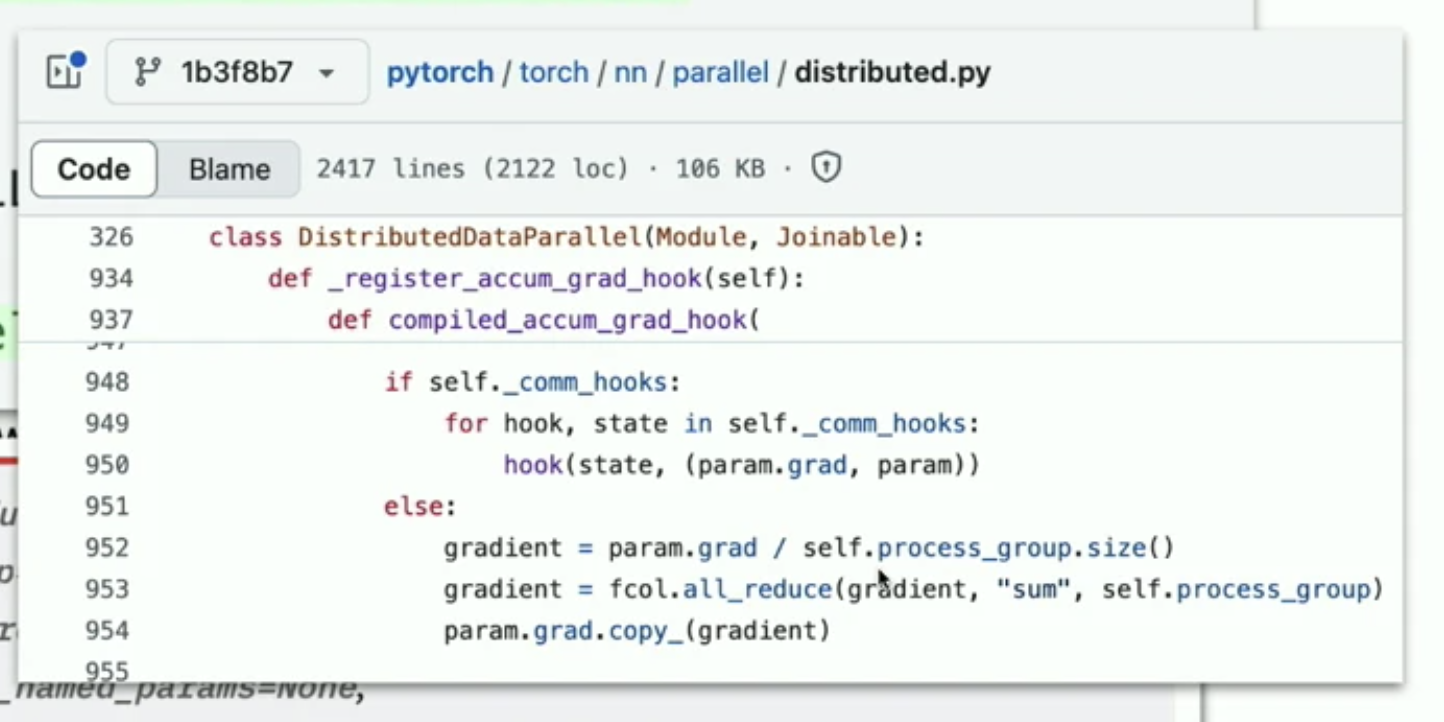 1b3f8b7 pytorch / torch / nn / parallel / distributed.py
Code Blame 2417 lines (2122 loc) · 106 KB ·
326 class DistributedDataParallel(Module, Joinable):
934 def _register_accum_grad_hook(self):
937 def compiled_accum_grad_hook(
947
948 if self._comm_hooks:
949 for hook, state in self._comm_hooks:
950 hook(state, (param.grad, param))
951 else:
952 gradient = param.grad / self.process_group.size()
953 gradient = fcol.all_reduce(gradient, "sum", self.process_group)
954 param.grad.copy_(gradient)
955
_named_params=None,